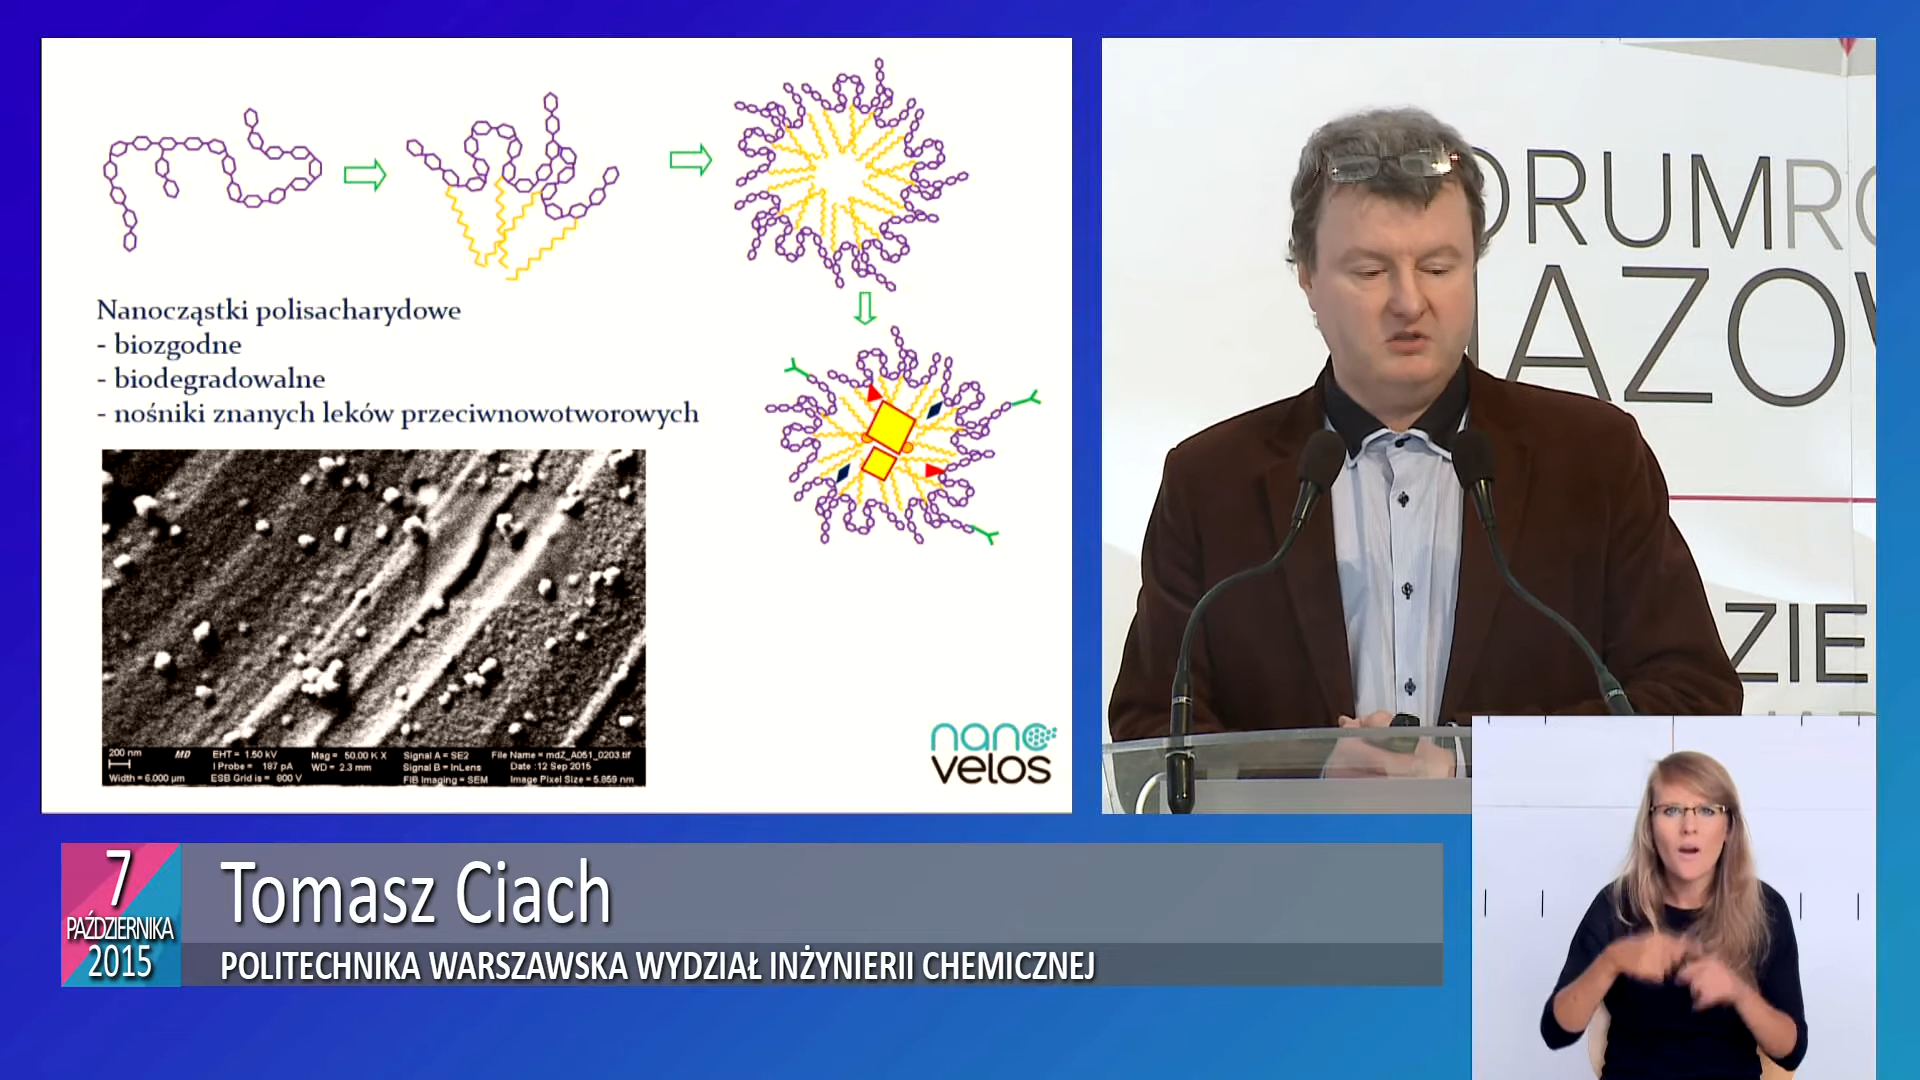 Nanocząstki polisacharydowe
- biozgodne
- biodegradowalne
- nośniki znanych leków przeciwnowotworowych
200 nm
MD
EHT = 1.50 kV
Mag = 50.00 K X
Signal A = SE2
File Name = mdZ_A051_0203.tif
I Probe = 187 pA
WD = 2.3 mm
Signal B = InLens
Date :12 Sep 2015
Width = 6.000 µm
ESB Grid is = 800 V
FIB Imaging = SEM
Image Pixel Size = 5.859 nm
nano
velos
ORUMRO
AZOW
ZIE
7
PAŹDZIERNIKA
2015
Tomasz Ciach
POLITECHNIKA WARSZAWSKA WYDZIAŁ INŻYNIERII CHEMICZNEJ